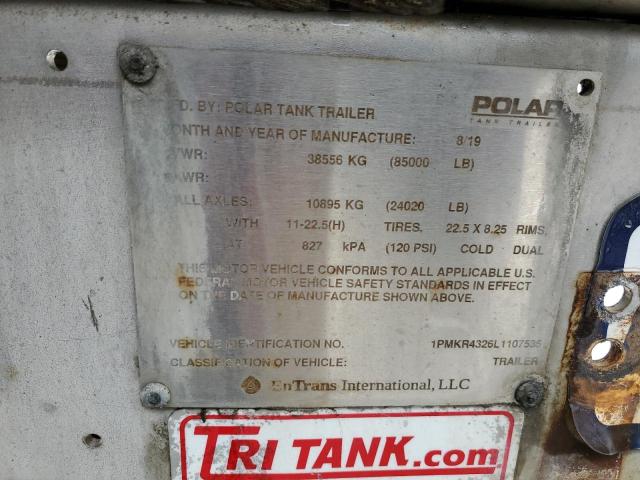 POLAR
TANK TRAILER
D. BY: POLAR TANK TRAILER
ONTH AND YEAR OF MANUFACTURE: 8/19
VWR: 38556 KG (85000 LB)
AWR:
ALL AXLES: 10895 KG (24020 LB)
WITH 11-22.5(H) TIRES, 22.5 X 8.25 RIMS,
AT 827 kPA (120 PSI) COLD DUAL
THIS MOTOR VEHICLE CONFORMS TO ALL APPLICABLE U.S.
FEDERAL MOTOR VEHICLE SAFETY STANDARDS IN EFFECT
ON THE DATE OF MANUFACTURE SHOWN ABOVE.
VEHICLE IDENTIFICATION NO. 1PMKR4326L1107535
CLASSIFICATION OF VEHICLE: TRAILER
EnTrans International, LLC
TRI TANK.com